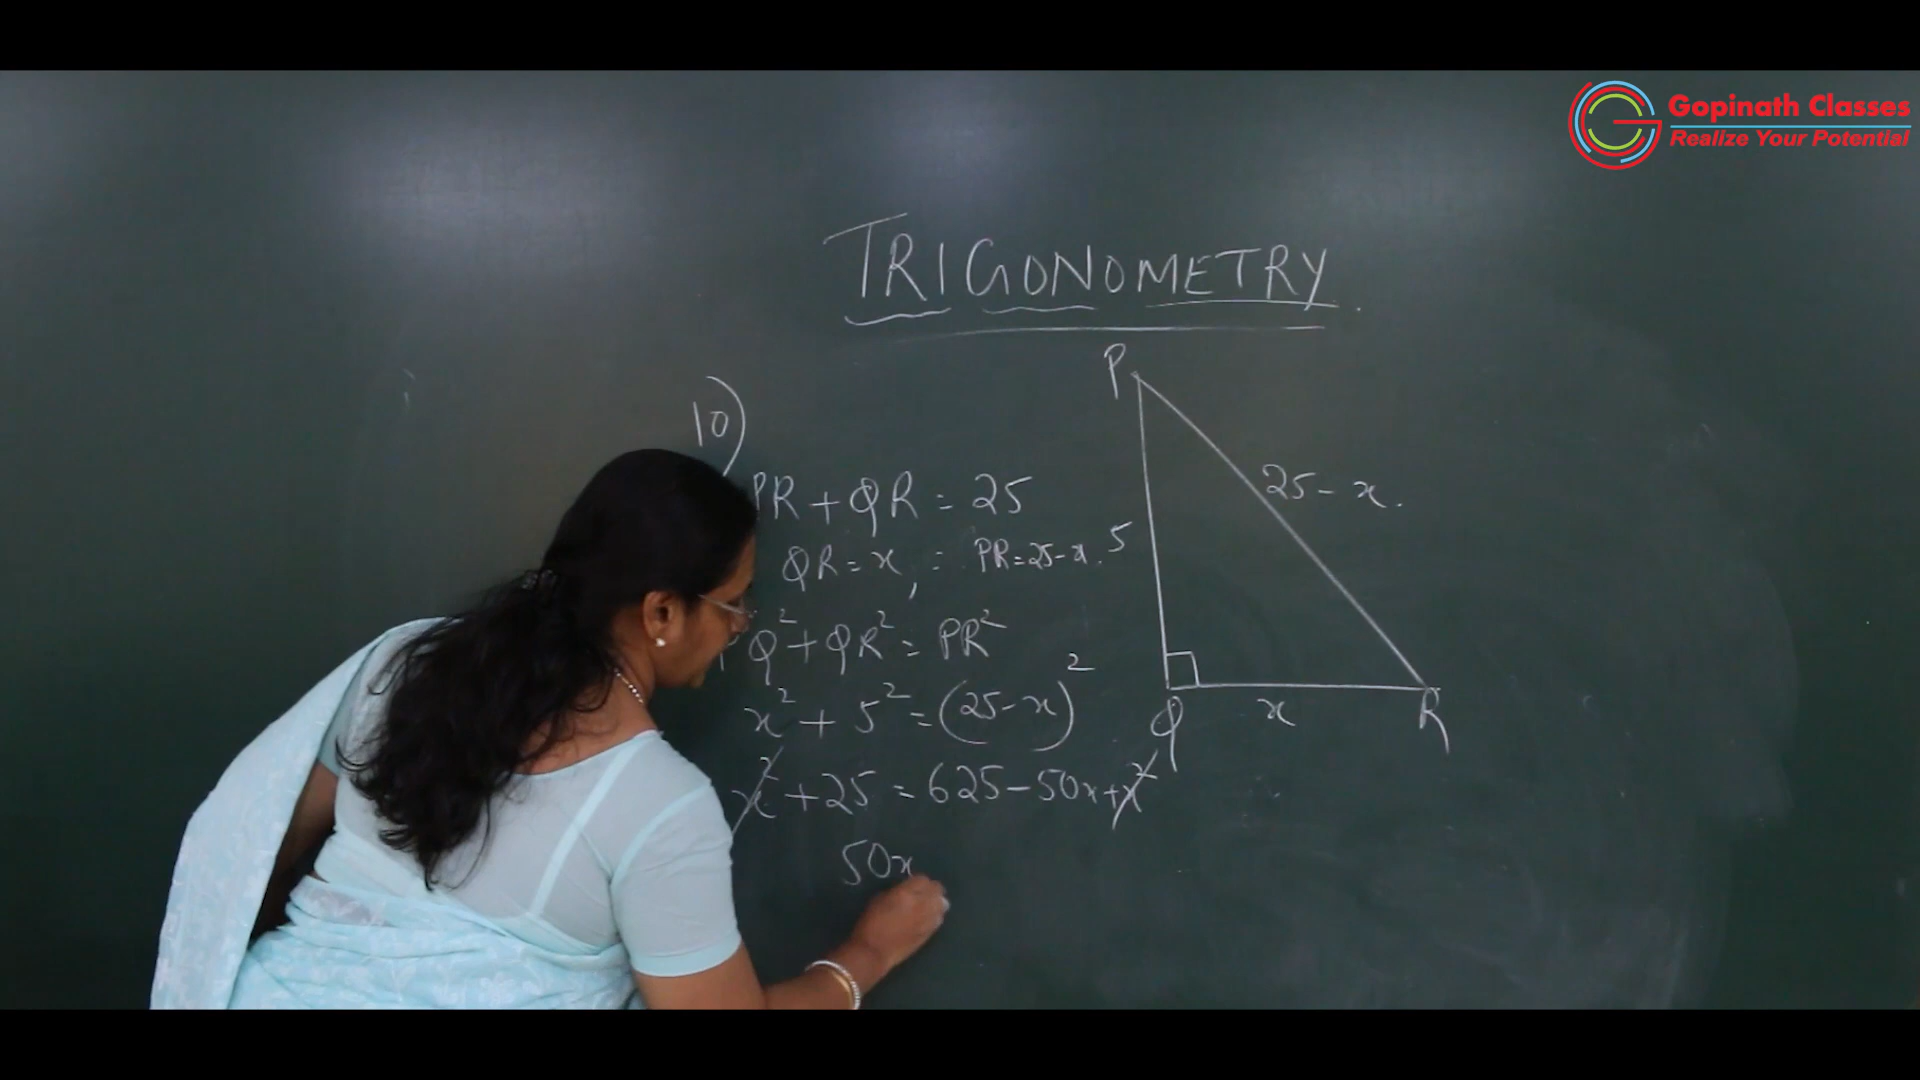 Gopinath Classes
Realize Your Potential
TRIGONOMETRY.
10)
PR + QR = 25
QR = x, ∴ PR = 25 - x.
PQ² + QR² = PR²
x² + 5² = (25 - x)²
x² + 25 = 625 - 50x + x²
50x
P
25 - x.
5
Q
x
R